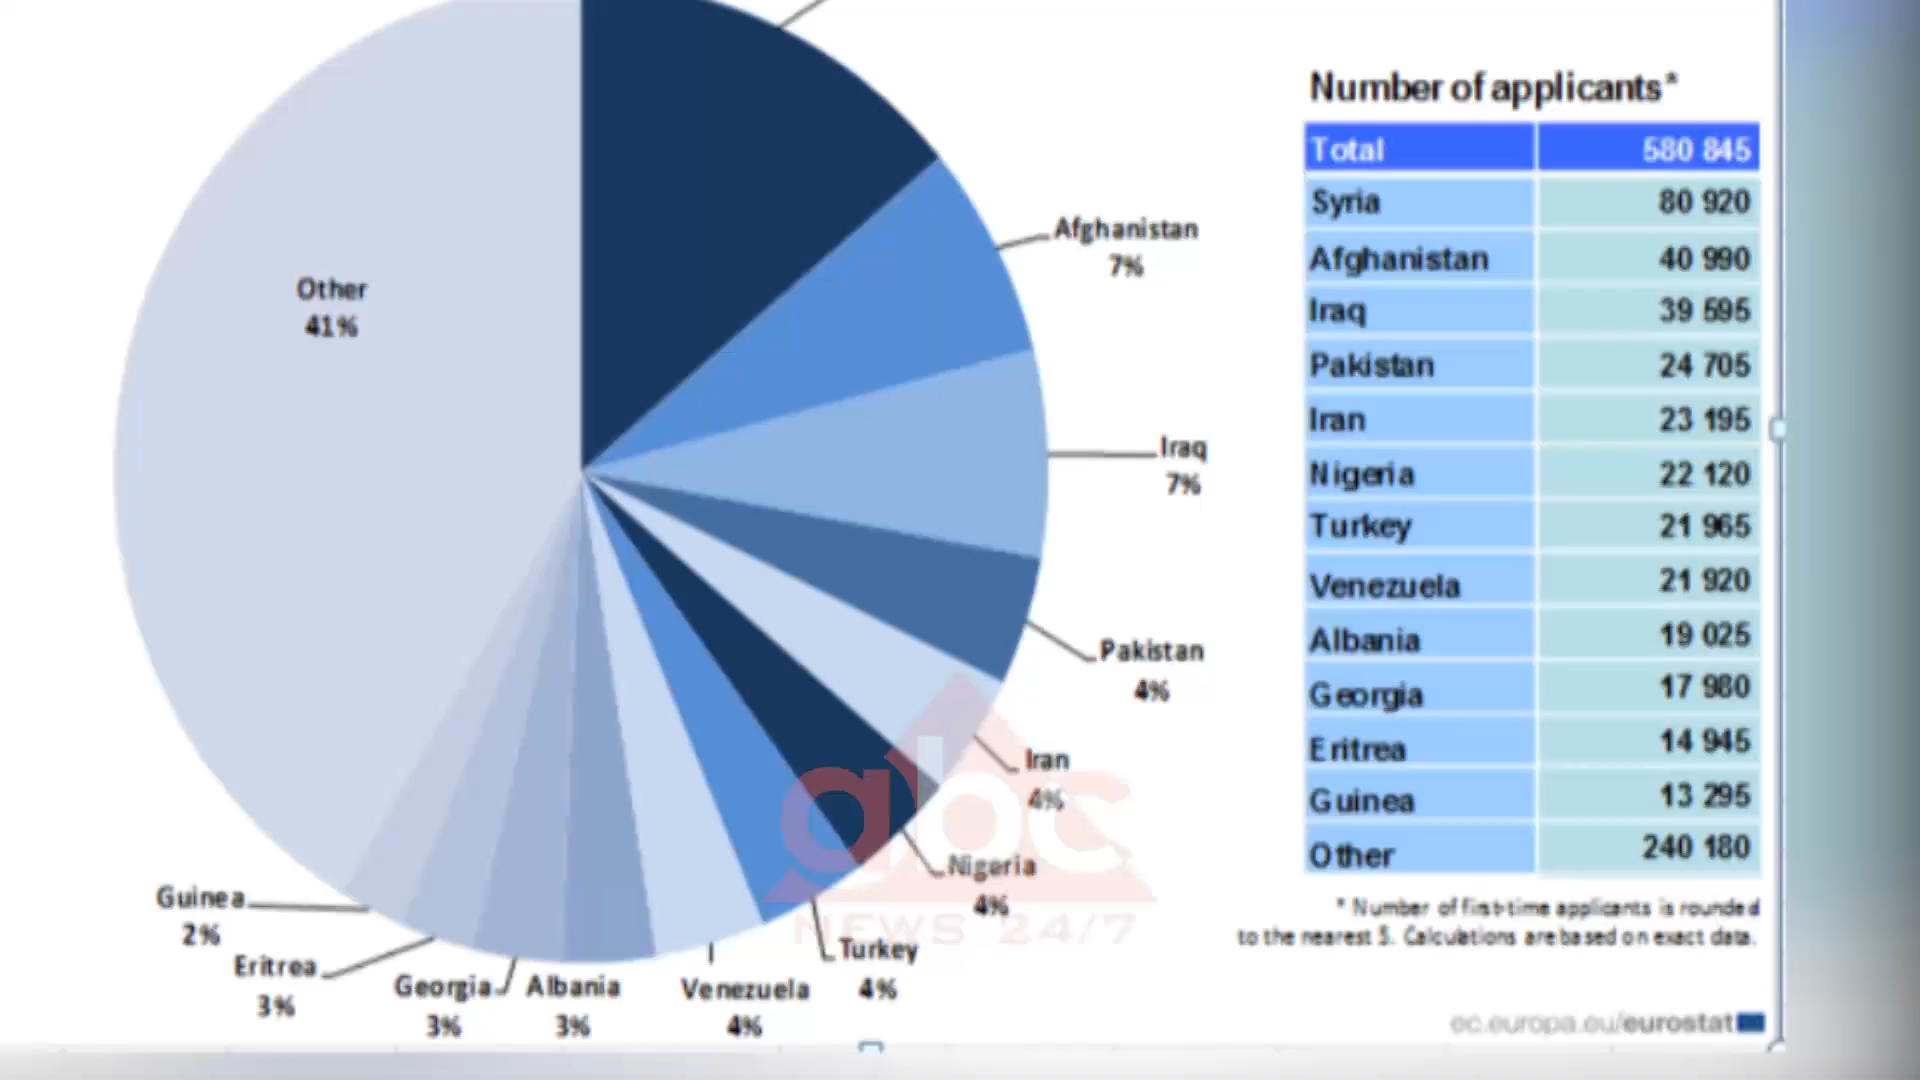 Other
41%
Afghanistan
7%
Iraq
7%
Pakistan
4%
Iran
4%
Nigeria
4%
Turkey
4%
Venezuela
4%
Albania
3%
Georgia
3%
Eritrea
3%
Guinea
2%
abc
NEWS 24/7
Number of applicants*
Total 580 845
Syria 80 920
Afghanistan 40 990
Iraq 39 595
Pakistan 24 705
Iran 23 195
Nigeria 22 120
Turkey 21 965
Venezuela 21 920
Albania 19 025
Georgia 17 980
Eritrea 14 945
Guinea 13 295
Other 240 180
* Number of first-time applicants is rounded
to the nearest 5. Calculations are based on exact data.
ec.europa.eu/eurostat